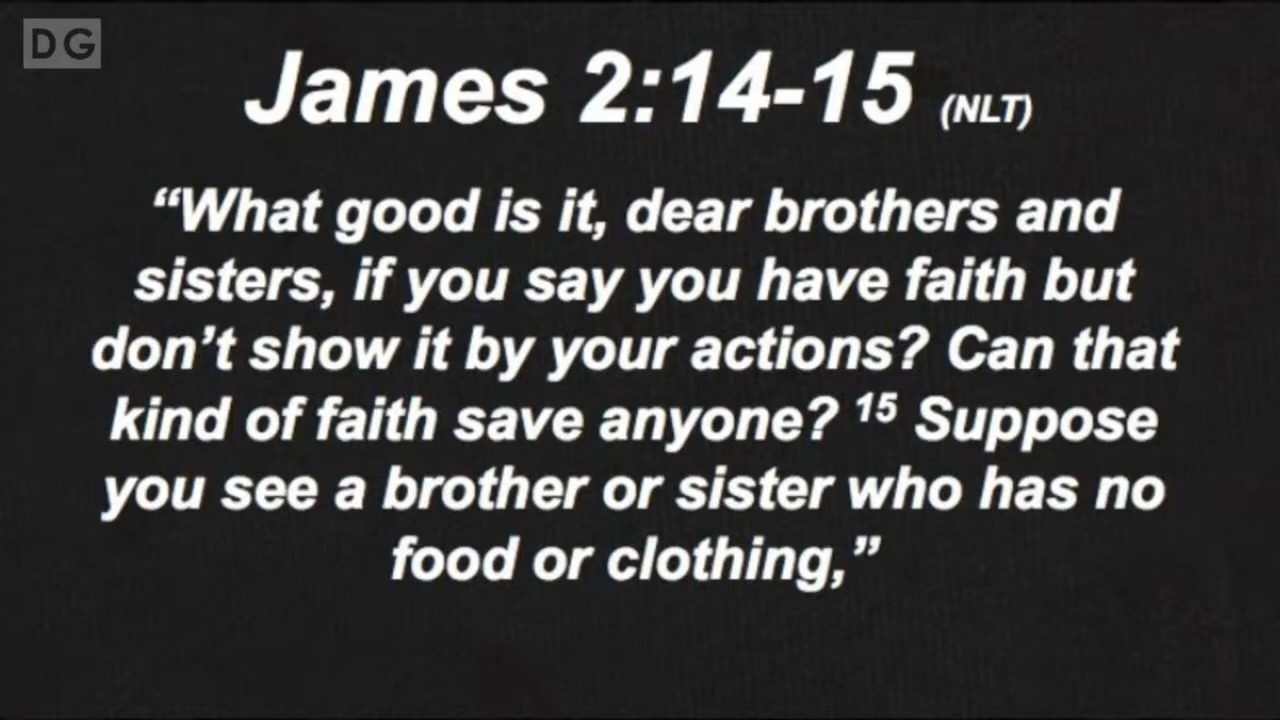 DG
James 2:14-15 (NLT)
“What good is it, dear brothers and
sisters, if you say you have faith but
don’t show it by your actions? Can that
kind of faith save anyone? 15 Suppose
you see a brother or sister who has no
food or clothing,”